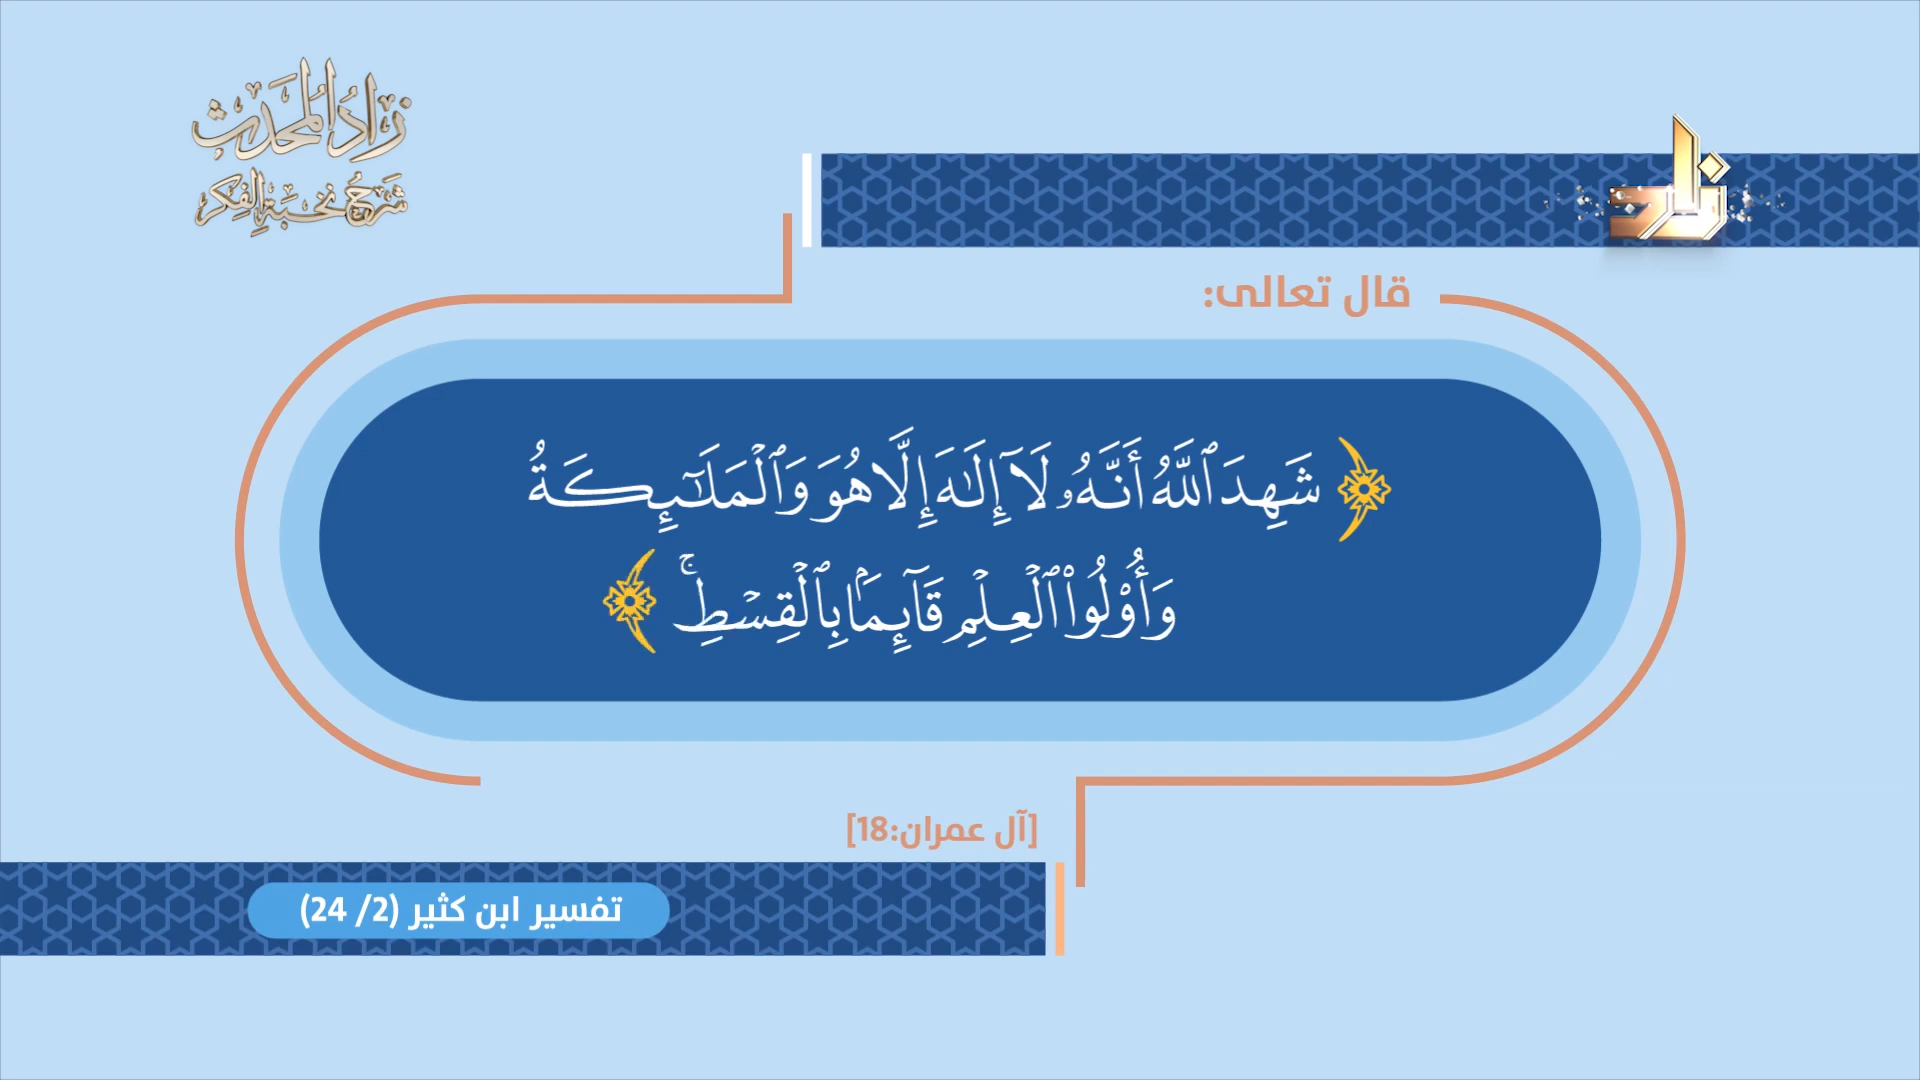 زاد المحدث
شرح نخبة الفكر
زاد
قال تعالى:
﴿شَهِدَ ٱللَّهُ أَنَّهُۥ لَآ إِلَٰهَ إِلَّا هُوَ وَٱلْمَلَٰٓئِكَةُ
وَأُو۟لُوا۟ ٱلْعِلْمِ قَآئِمًۢا بِٱلْقِسْطِ ۚ﴾
[آل عمران:18]
تفسير ابن كثير (2/ 24)